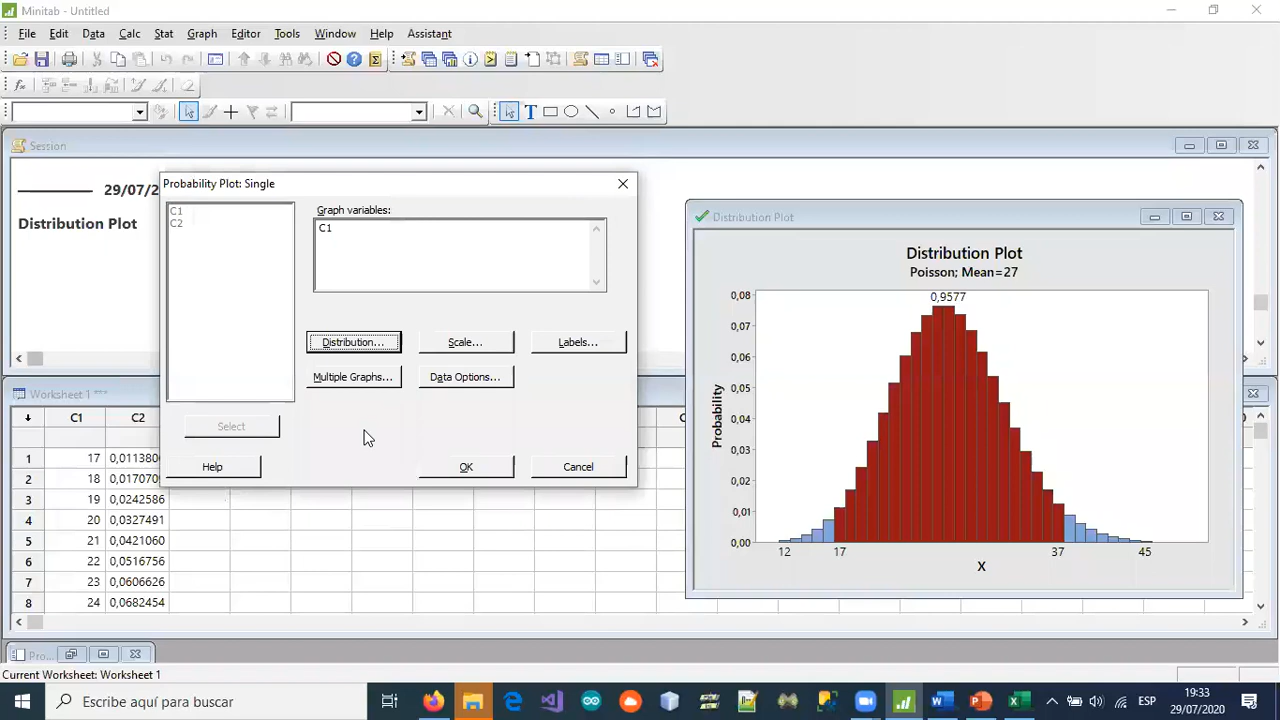 Minitab - Untitled
File Edit Data Calc Stat Graph Editor Tools Window Help Assistant
Session
29/07/2
Distribution Plot
Probability Plot: Single
C1
C2
Graph variables:
C1
Distribution... Scale... Labels...
Multiple Graphs... Data Options...
Select
Help OK Cancel
Distribution Plot
Distribution Plot
Poisson; Mean=27
0,9577
0,08
0,07
0,06
0,05
0,04
0,03
0,02
0,01
0,00
Probability
12 17 37 45
X
Worksheet 1 ***
C1 C2
1 17 0,0113800
2 18 0,017070
3 19 0,0242586
4 20 0,0327491
5 21 0,0421060
6 22 0,0516756
7 23 0,0606626
8 24 0,0682454
Pro...
Current Worksheet: Worksheet 1
Escribe aquí para buscar
ESP
19:33
29/07/2020